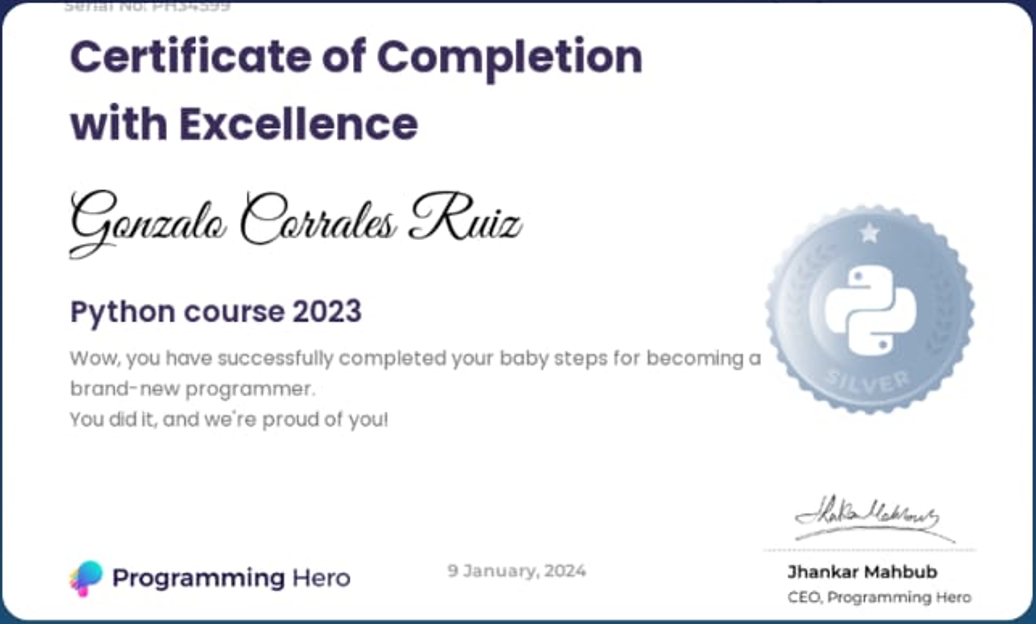 Serial No: PH34599
Certificate of Completion
with Excellence
Gonzalo Corrales Ruiz
Python course 2023
Wow, you have successfully completed your baby steps for becoming a
brand-new programmer.
You did it, and we're proud of you!
SILVER
Programming Hero
9 January, 2024
Jhankar Mahbub
CEO, Programming Hero